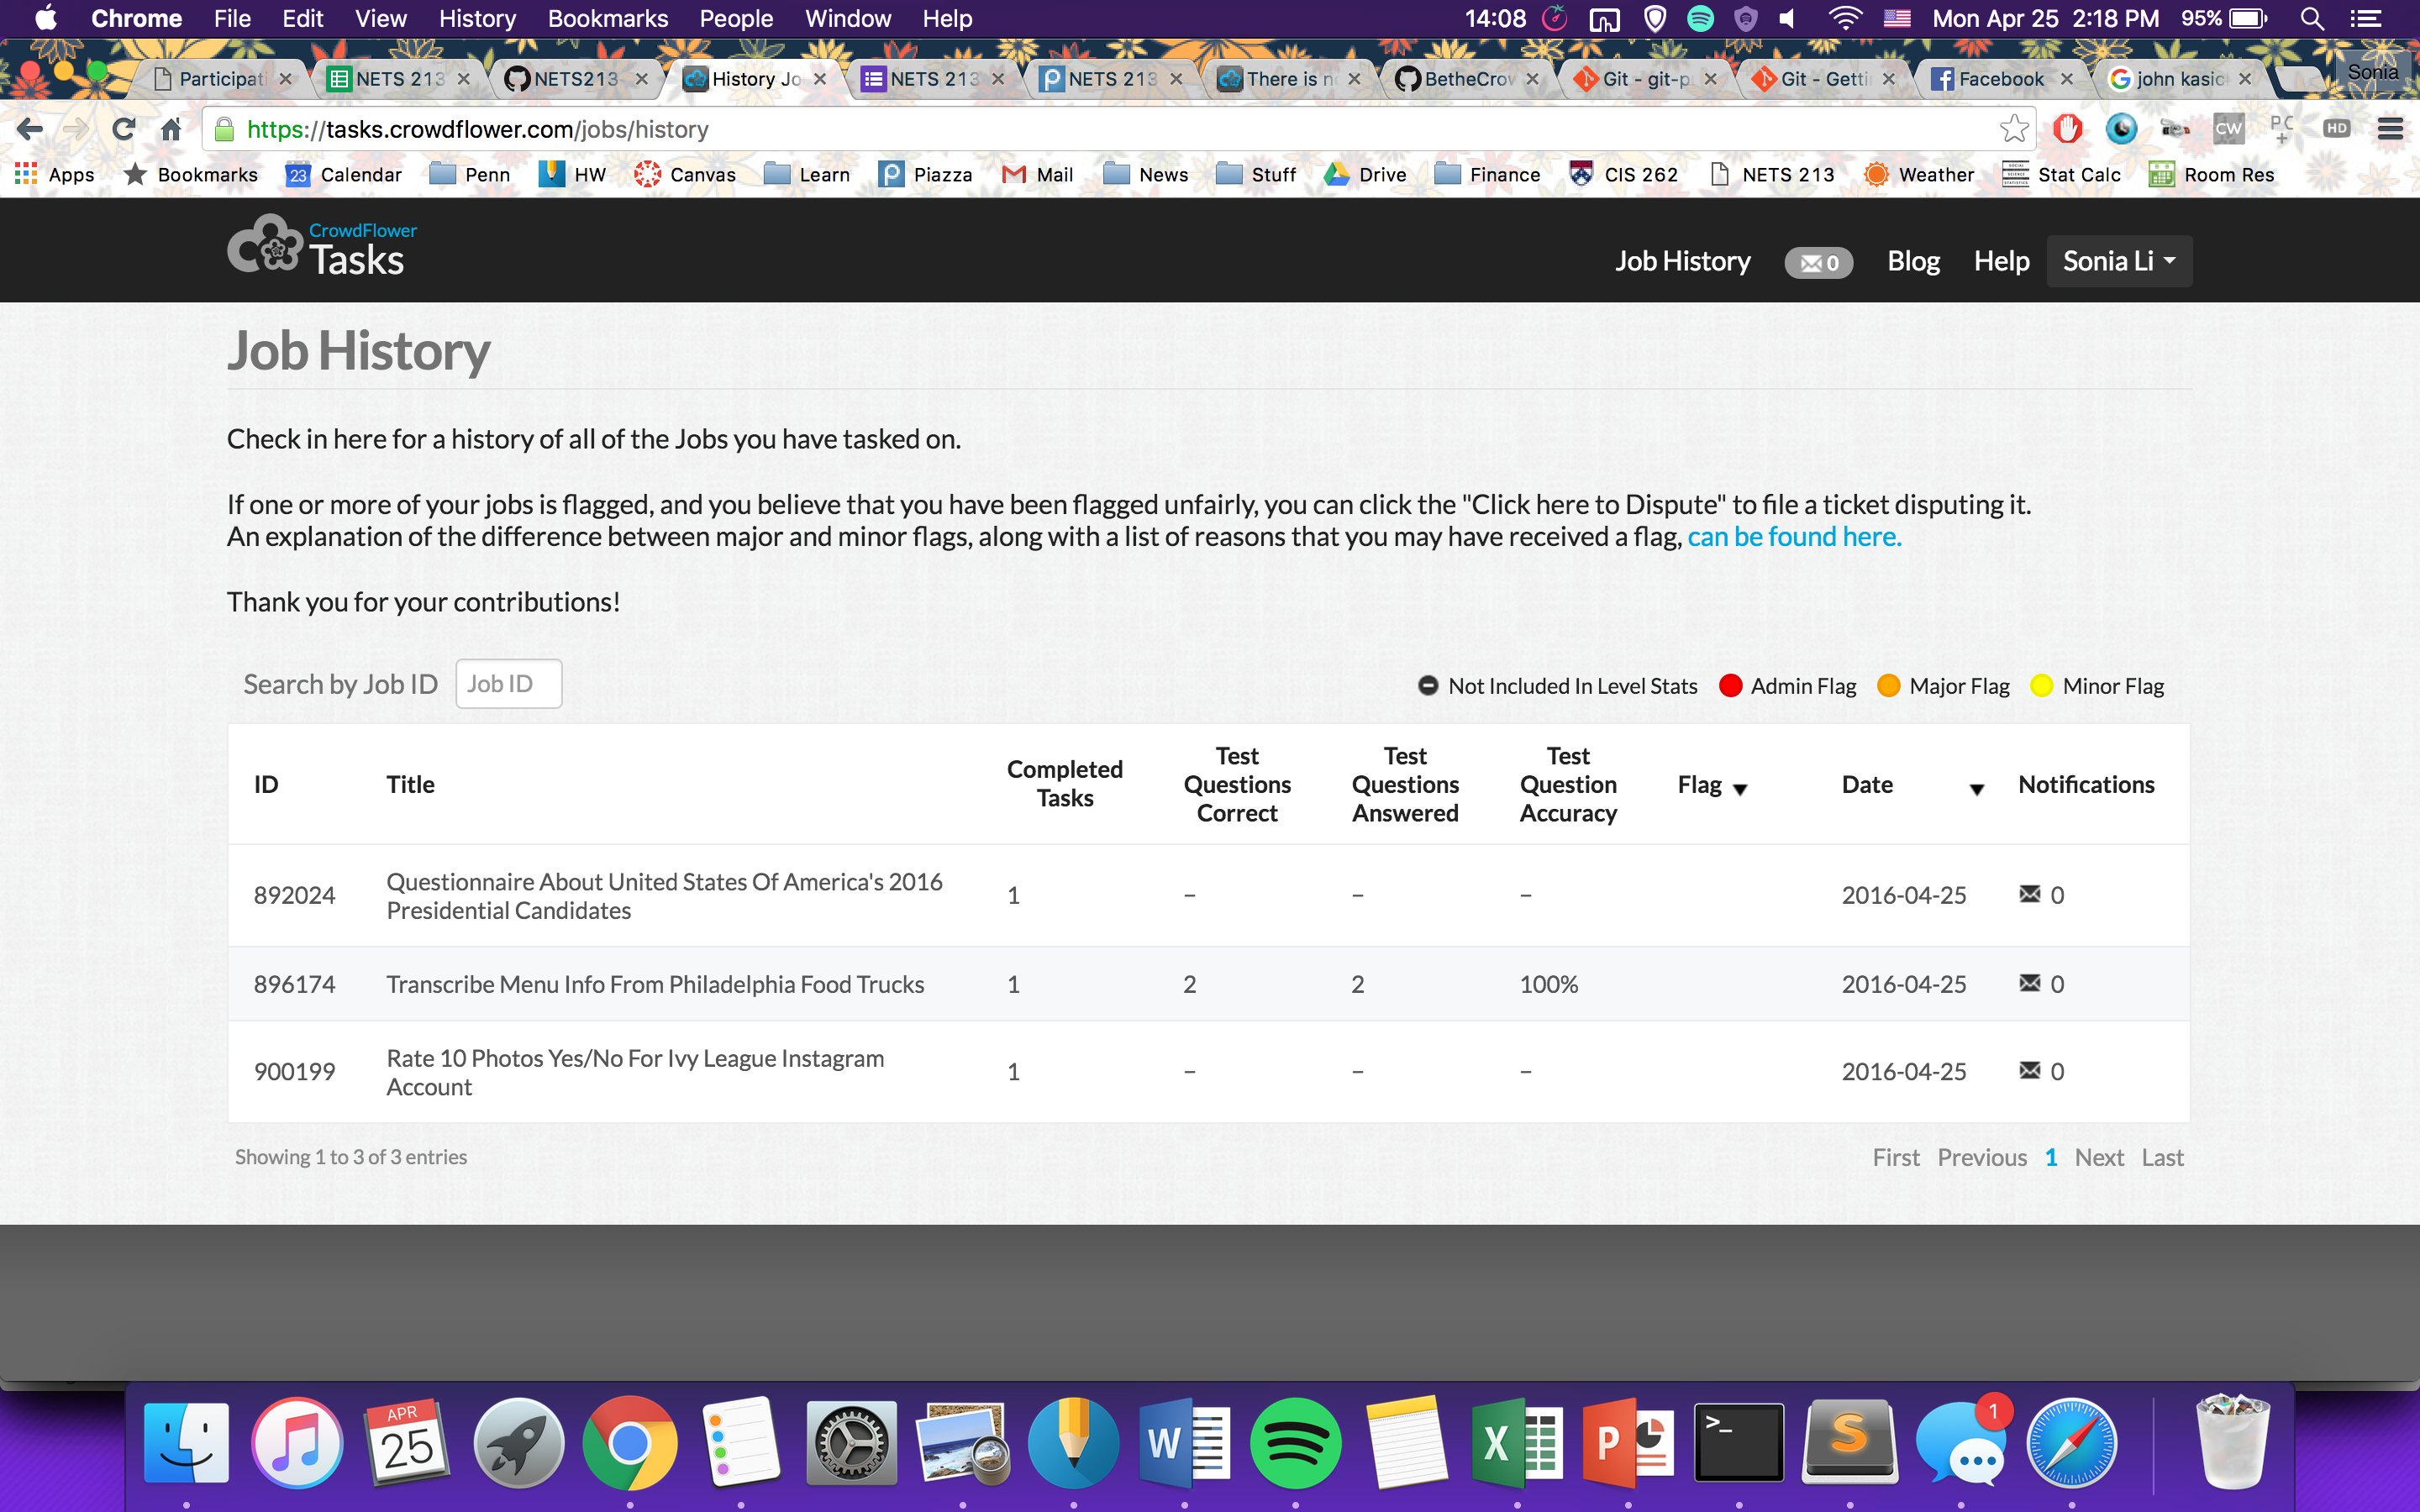 Chrome File Edit View History Bookmarks People Window Help 14:08 Mon Apr 25 2:18 PM 95%
Participati NETS 213 NETS213- History Jo NETS 213 NETS 213 There is n BetheCrow Git - git-p Git - Getti Facebook john kasic Sonia
https://tasks.crowdflower.com/jobs/history CW PC + HD
Apps Bookmarks 23 Calendar Penn HW Canvas Learn Piazza Mail News Stuff Drive Finance CIS 262 NETS 213 Weather Stat Calc Room Res
CrowdFlower
Tasks
Job History 0 Blog Help Sonia Li
Job History
Check in here for a history of all of the Jobs you have tasked on.
If one or more of your jobs is flagged, and you believe that you have been flagged unfairly, you can click the "Click here to Dispute" to file a ticket disputing it.
An explanation of the difference between major and minor flags, along with a list of reasons that you may have received a flag, can be found here.
Thank you for your contributions!
Search by Job ID Job ID Not Included In Level Stats Admin Flag Major Flag Minor Flag
ID Title Completed Tasks Test Questions Correct Test Questions Answered Test Question Accuracy Flag Date Notifications
892024 Questionnaire About United States Of America's 2016 Presidential Candidates 1 – – – 2016-04-25 0
896174 Transcribe Menu Info From Philadelphia Food Trucks 1 2 2 100% 2016-04-25 0
900199 Rate 10 Photos Yes/No For Ivy League Instagram Account 1 – – – 2016-04-25 0
Showing 1 to 3 of 3 entries First Previous 1 Next Last
APR
25
W
X
P
>_
S
1